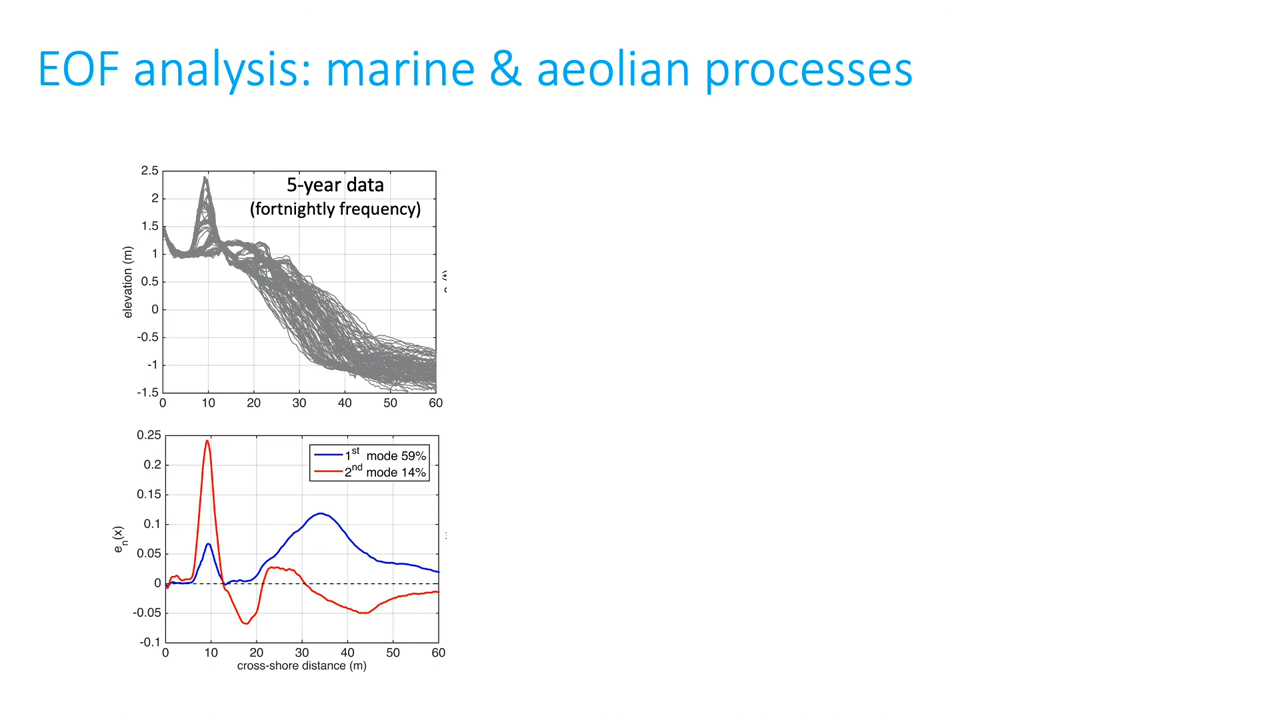 EOF analysis: marine & aeolian processes
2.5
2
1.5
1
0.5
0
-0.5
-1
-1.5
elevation (m)
5-year data
(fortnightly frequency)
0 10 20 30 40 50 60
0.25
0.2
0.15
0.1
0.05
0
-0.05
-0.1
en(x)
1st mode 59%
2nd mode 14%
0 10 20 30 40 50 60
cross-shore distance (m)